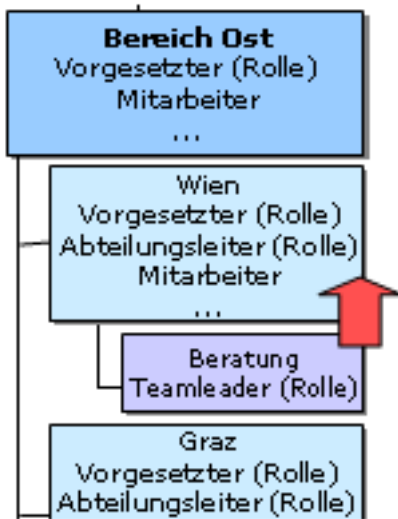 Bereich Ost
Vorgesetzter (Rolle)
Mitarbeiter
...
Wien
Vorgesetzter (Rolle)
Abteilungsleiter (Rolle)
Mitarbeiter
...
Beratung
Teamleader (Rolle)
Graz
Vorgesetzter (Rolle)
Abteilungsleiter (Rolle)